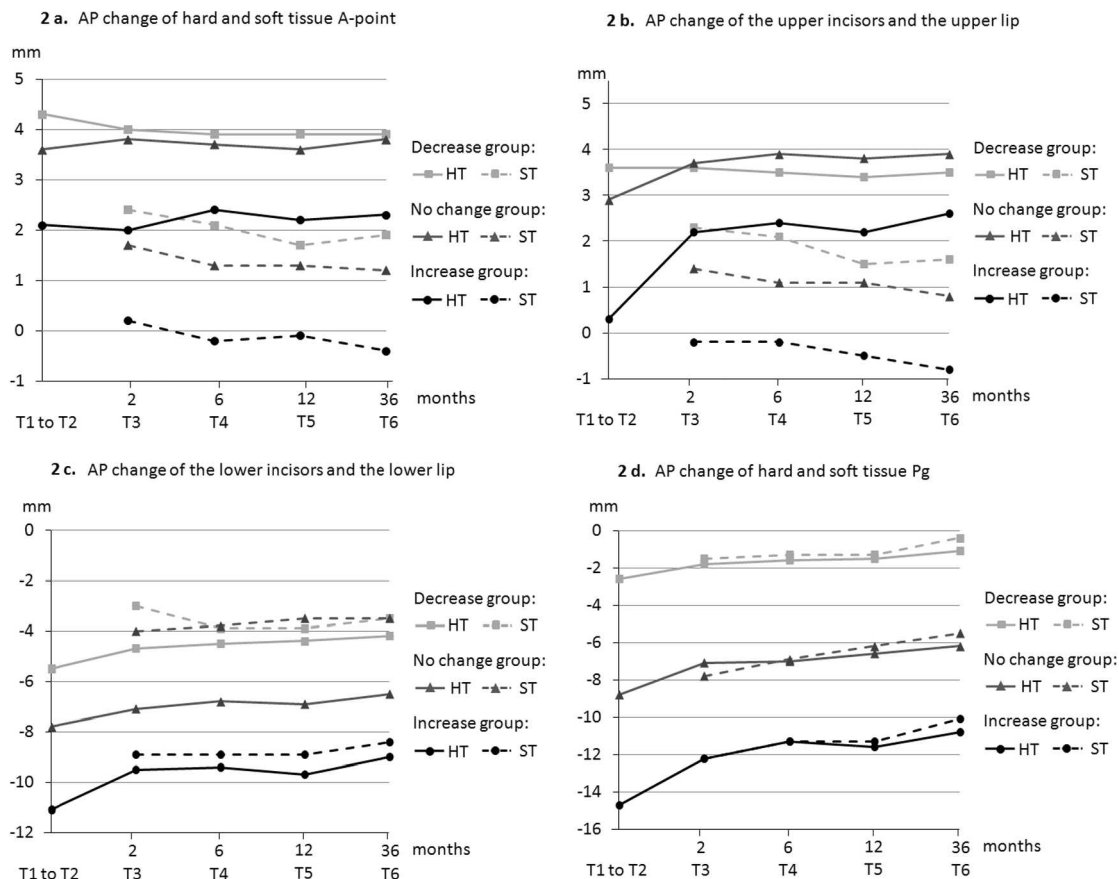 2 a. AP change of hard and soft tissue A-point
mm
5
4
3
2
1
0
-1
2
6
12
36
months
T1 to T2
T3
T4
T5
T6
Decrease group:
HT
ST
No change group:
HT
ST
Increase group:
HT
ST
2 b. AP change of the upper incisors and the upper lip
mm
5
4
3
2
1
0
-1
2
6
12
36
months
T1 to T2
T3
T4
T5
T6
Decrease group:
HT
ST
No change group:
HT
ST
Increase group:
HT
ST
2 c. AP change of the lower incisors and the lower lip
mm
0
-2
-4
-6
-8
-10
-12
2
6
12
36
months
T1 to T2
T3
T4
T5
T6
Decrease group:
HT
ST
No change group:
HT
ST
Increase group:
HT
ST
2 d. AP change of hard and soft tissue Pg
mm
0
-2
-4
-6
-8
-10
-12
-14
-16
2
6
12
36
months
T1 to T2
T3
T4
T5
T6
Decrease group:
HT
ST
No change group:
HT
ST
Increase group:
HT
ST